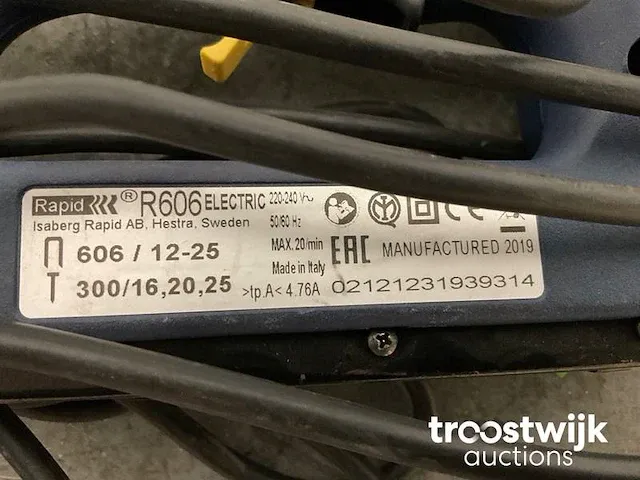 Rapid ® R606 ELECTRIC 220-240 V~
Isaberg Rapid AB, Hestra, Sweden 50/60 Hz
606 / 12-25 MAX. 20/min EAC MANUFACTURED 2019
Made in Italy
300/16,20,25 >tp.A< 4.76A 02121231939314
troostwijk
auctions